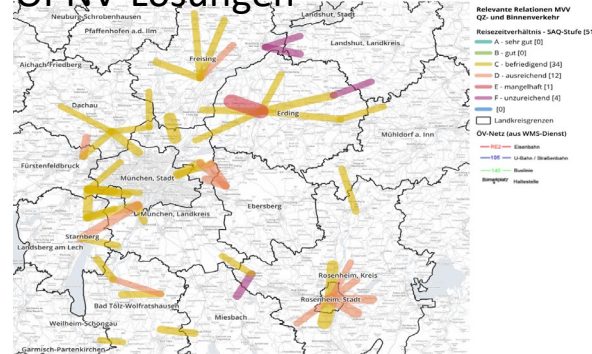 ÖPNV-Lösungen
Neuburg-Schrobenhausen
Pfaffenhofen a.d. Ilm
Landshut, Stadt
Freising
Landshut, Landkreis
Aichach-Friedberg
Dachau
Erding
Mühldorf a. Inn
Fürstenfeldbruck
München, Stadt
Ebersberg
München, Landkreis
Starnberg
Landsberg am Lech
Rosenheim, Kreis
Rosenheim, Stadt
Bad Tölz-Wolfratshausen
Miesbach
Weilheim-Schongau
Garmisch-Partenkirchen
Relevante Relationen MVV
QZ- und Binnenverkehr
Reisezeitverhältnis - SAQ-Stufe [51
A - sehr gut [0]
B - gut [0]
C - befriedigend [34]
D - ausreichend [12]
E - mangelhaft [1]
F - unzureichend [4]
[0]
Landkreisgrenzen
ÖV-Netz (aus WMS-Dienst)
Eisenbahn
U-Bahn / Straßenbahn
Buslinie
Haltestelle